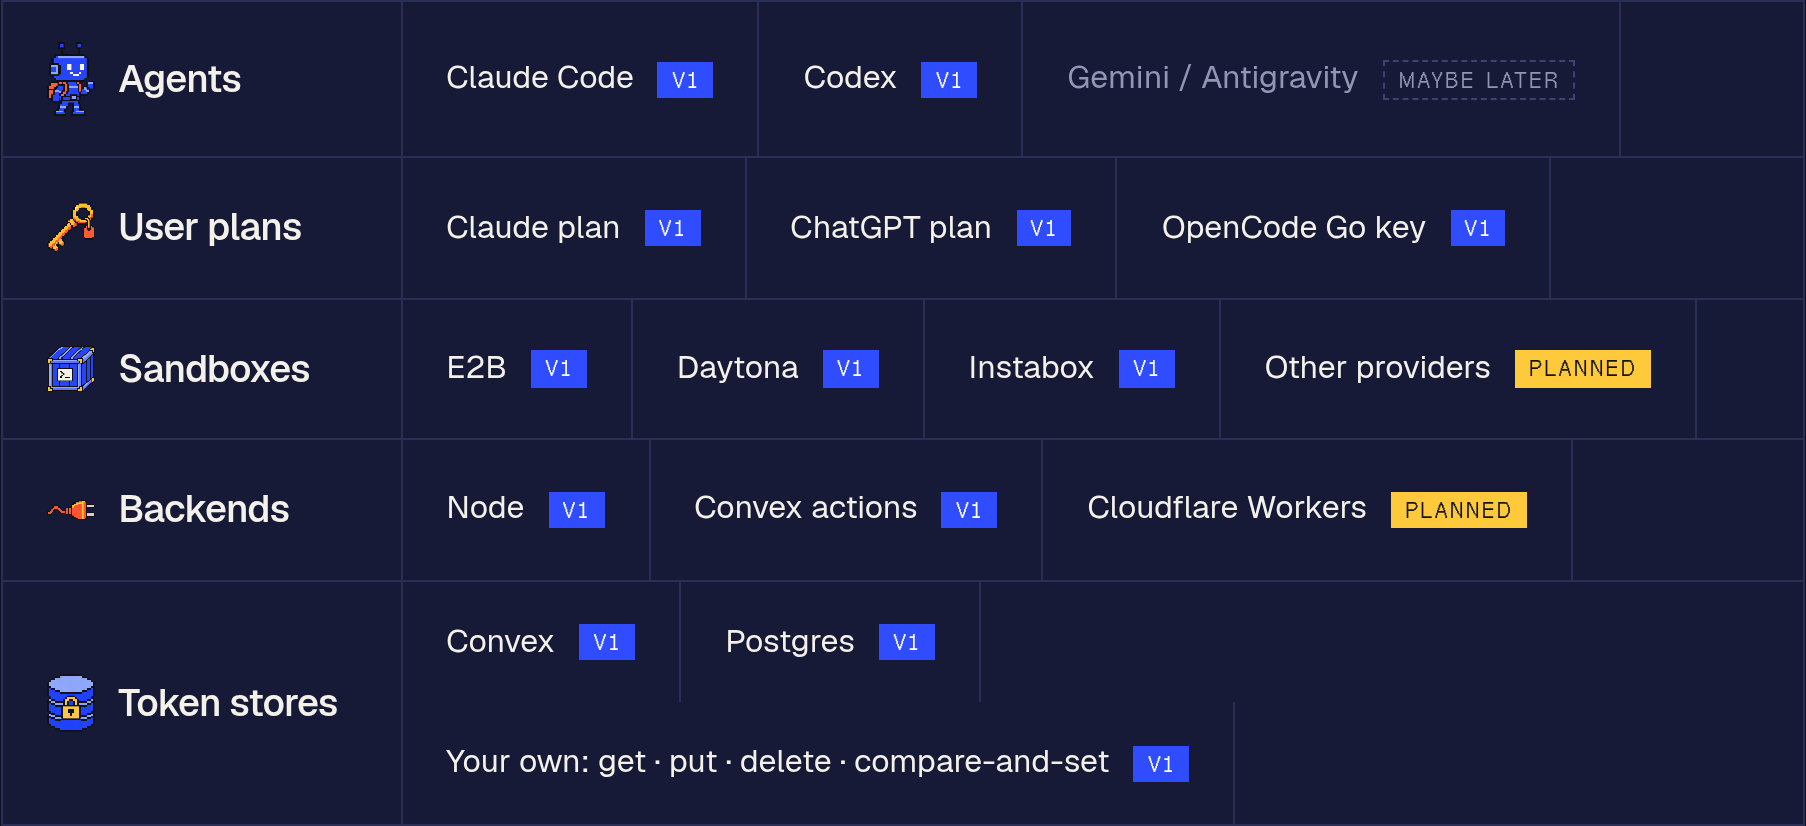 Agents
Claude Code V1
Codex V1
Gemini / Antigravity MAYBE LATER
User plans
Claude plan V1
ChatGPT plan V1
OpenCode Go key V1
Sandboxes
E2B V1
Daytona V1
Instabox V1
Other providers PLANNED
Backends
Node V1
Convex actions V1
Cloudflare Workers PLANNED
Token stores
Convex V1
Postgres V1
Your own: get · put · delete · compare-and-set V1